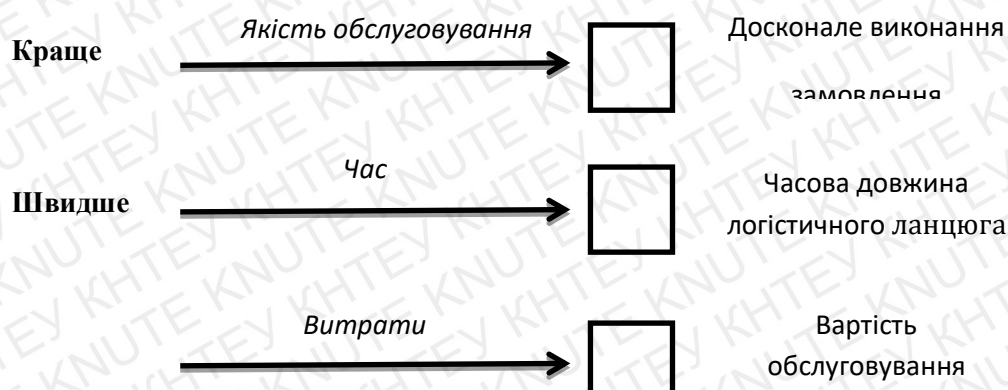 Краще
Якість обслуговування
Досконале виконання
замовлення
Швидше
Час
Часова довжина
логістичного ланцюга
Витрати
Вартість
обслуговування